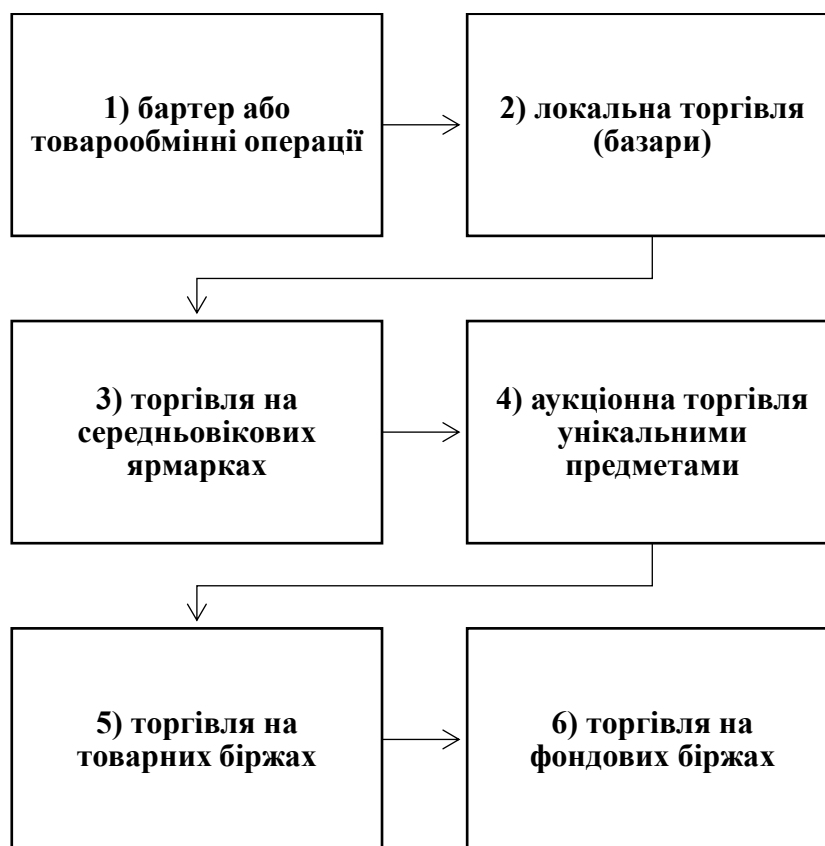 1) бартер або
товарообмінні операції
2) локальна торгівля
(базари)
3) торгівля на
середньовікових
ярмарках
4) аукціонна торгівля
унікальними
предметами
5) торгівля на
товарних біржах
6) торгівля на
фондових біржах